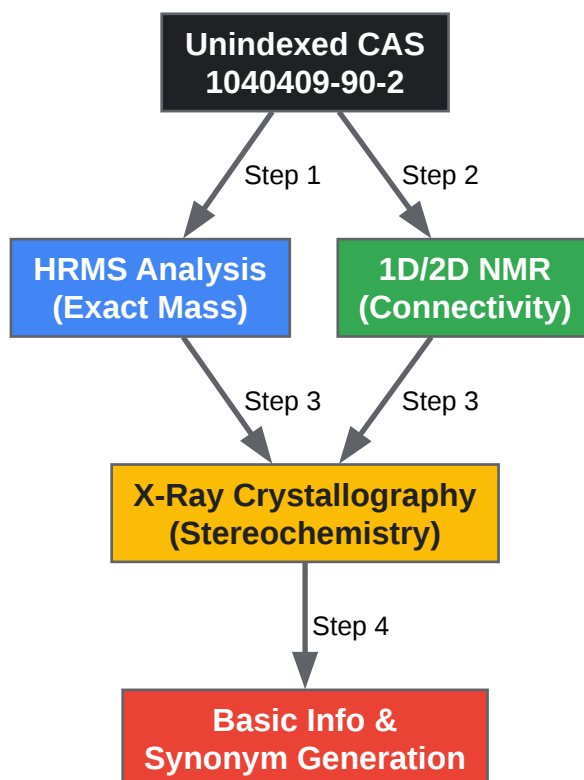 Unindexed CAS
1040409-90-2
Step 1
Step 2
HRMS Analysis
(Exact Mass)
1D/2D NMR
(Connectivity)
Step 3
Step 3
X-Ray Crystallography
(Stereochemistry)
Step 4
Basic Info &
Synonym Generation